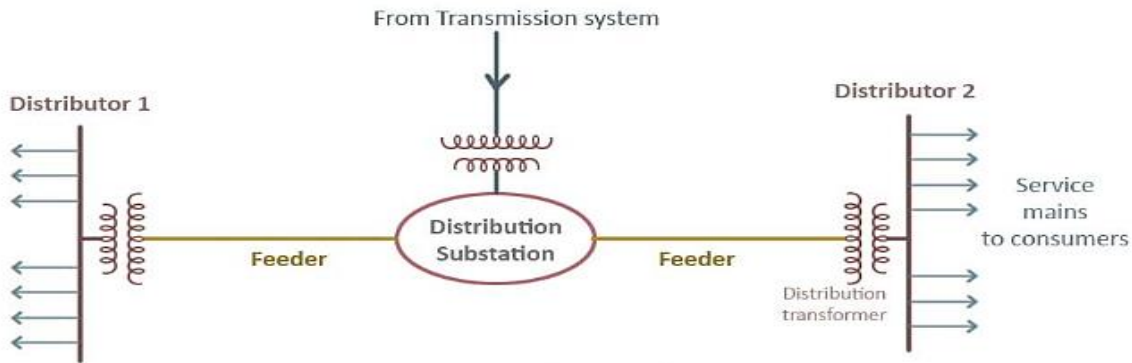 From Transmission system
Distributor 1
Distributor 2
Distribution
Substation
Feeder
Feeder
Service
mains
to consumers
Distribution
transformer